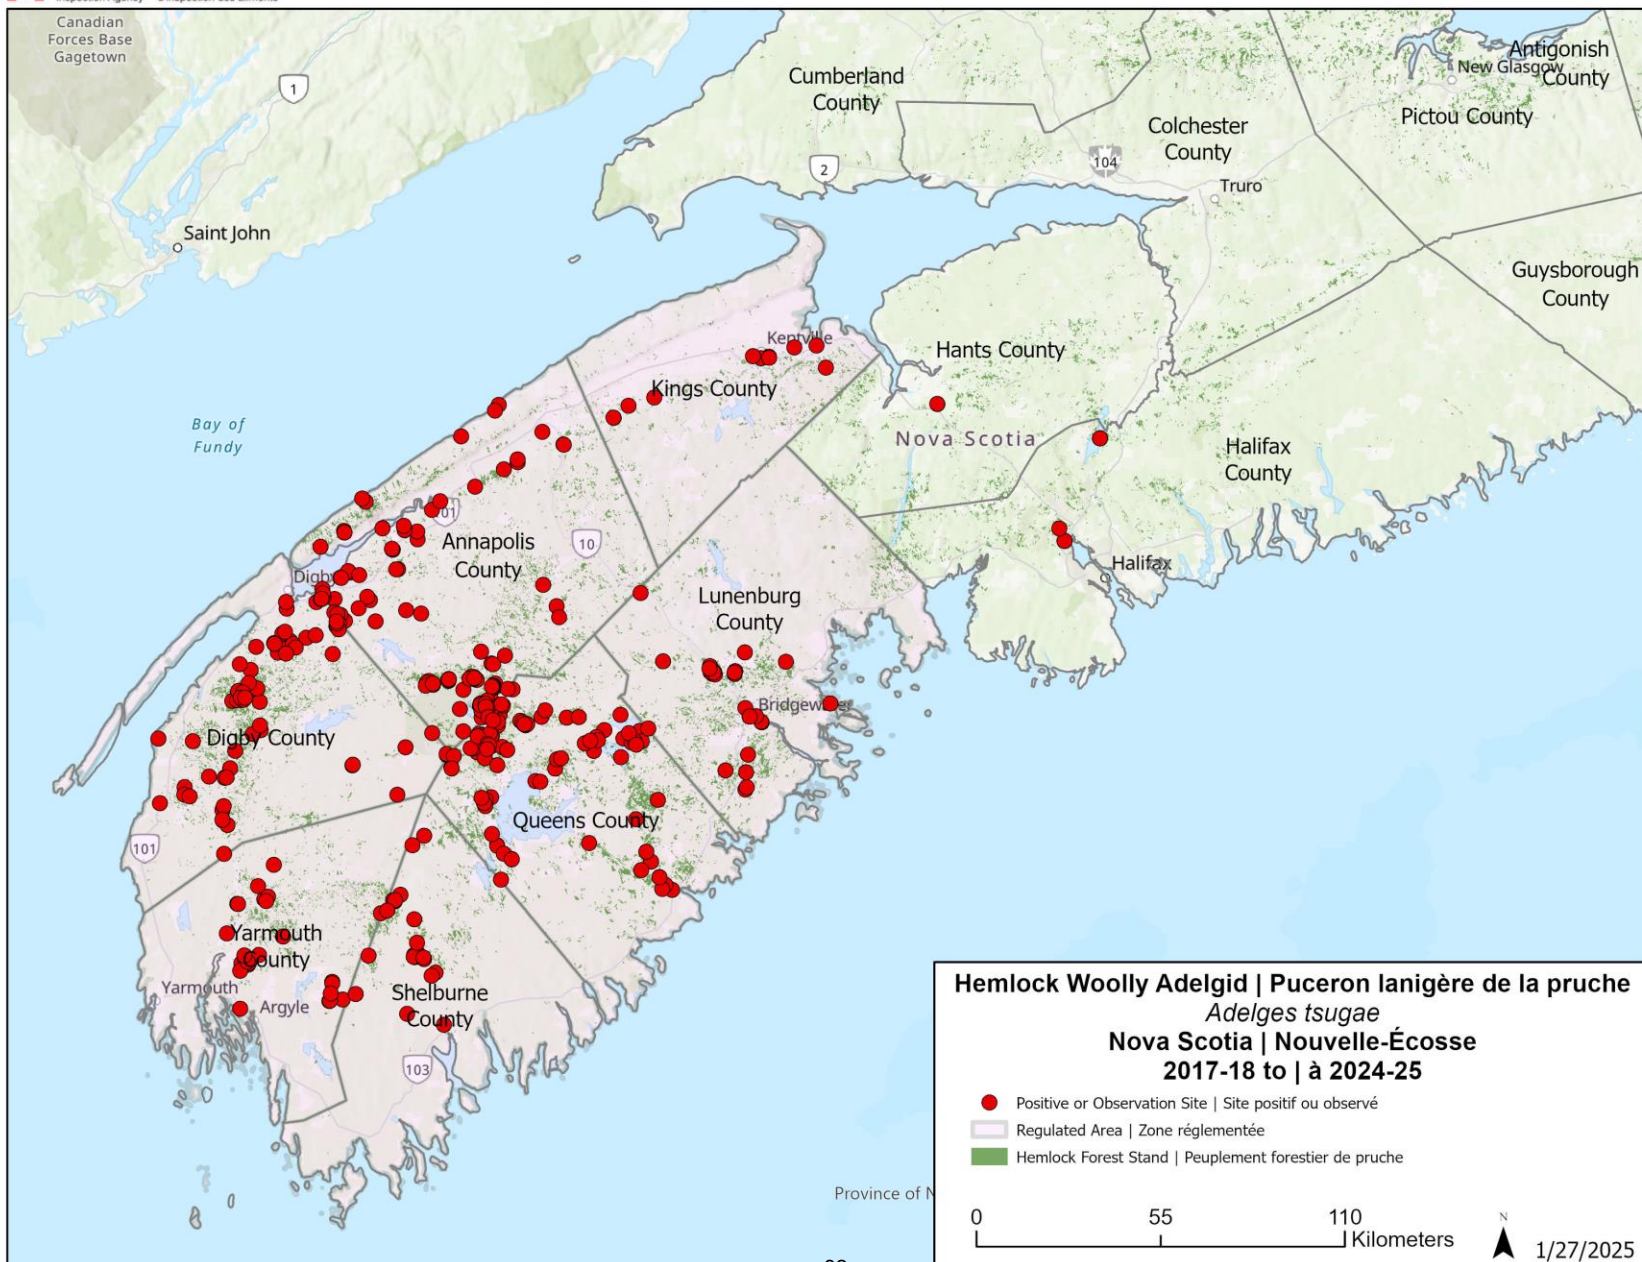 Canadian
Forces Base
Gagetown
1
Cumberland
County
Antigonish
New Glasgow
County
Pictou County
Colchester
County
104
2
Truro
Saint John
Guysborough
County
Kentville
Hants County
Kings County
Bay of
Fundy
Nova Scotia
Halifax
County
101
Annapolis
County
10
Halifax
Digby
Lunenburg
County
Bridgewater
Digby County
Queens County
101
Yarmouth
County
Yarmouth
Argyle
Shelburne
County
103
Province of N
Hemlock Woolly Adelgid | Puceron lanigère de la pruche
Adelges tsugae
Nova Scotia | Nouvelle-Écosse
2017-18 to | à 2024-25
Positive or Observation Site | Site positif ou observé
Regulated Area | Zone réglementée
Hemlock Forest Stand | Peuplement forestier de pruche
0 55 110
Kilometers
N
1/27/2025